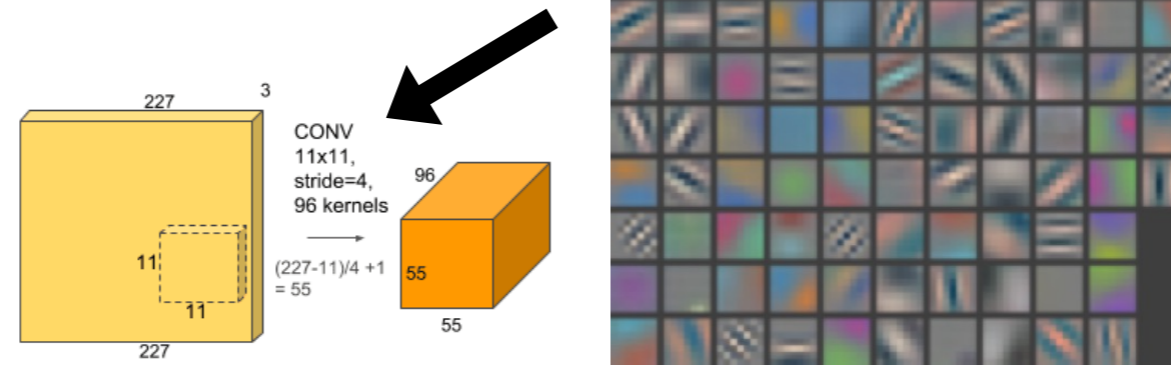 227
3
CONV
11x11,
stride=4,
96 kernels
96
11
11
(227-11)/4 +1
= 55
55
55
227